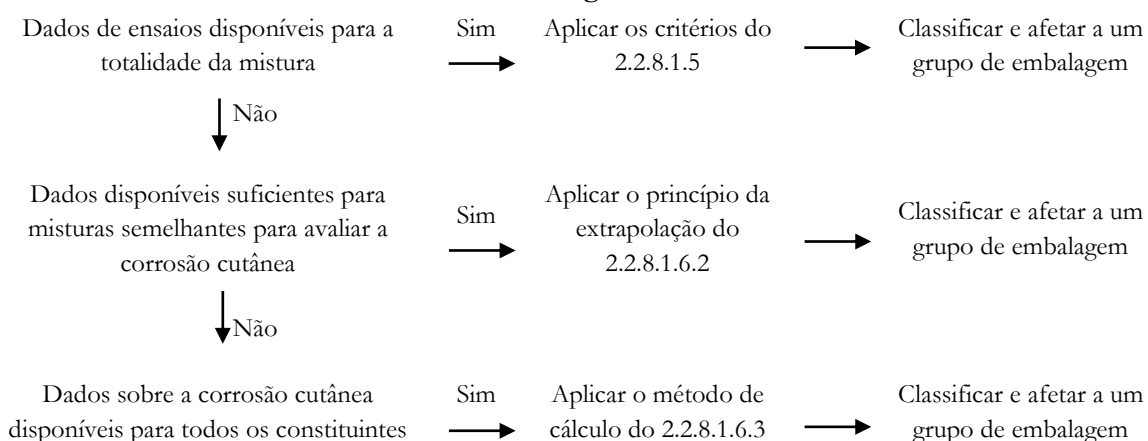 Dados de ensaios disponíveis para a
totalidade da mistura
Sim
Aplicar os critérios do
2.2.8.1.5
Classificar e afetar a um
grupo de embalagem
Não
Dados disponíveis suficientes para
misturas semelhantes para avaliar a
corrosão cutânea
Sim
Aplicar o princípio da
extrapolação do
2.2.8.1.6.2
Classificar e afetar a um
grupo de embalagem
Não
Dados sobre a corrosão cutânea
disponíveis para todos os constituintes
Sim
Aplicar o método de
cálculo do 2.2.8.1.6.3
Classificar e afetar a um
grupo de embalagem